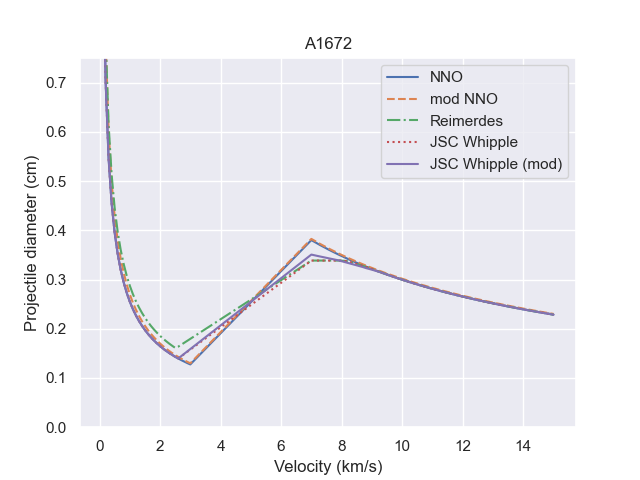 A1672
NNO
mod NNO
Reimerdes
JSC Whipple
JSC Whipple (mod)
Projectile diameter (cm)
0.7
0.6
0.5
0.4
0.3
0.2
0.1
0.0
0 2 4 6 8 10 12 14
Velocity (km/s)